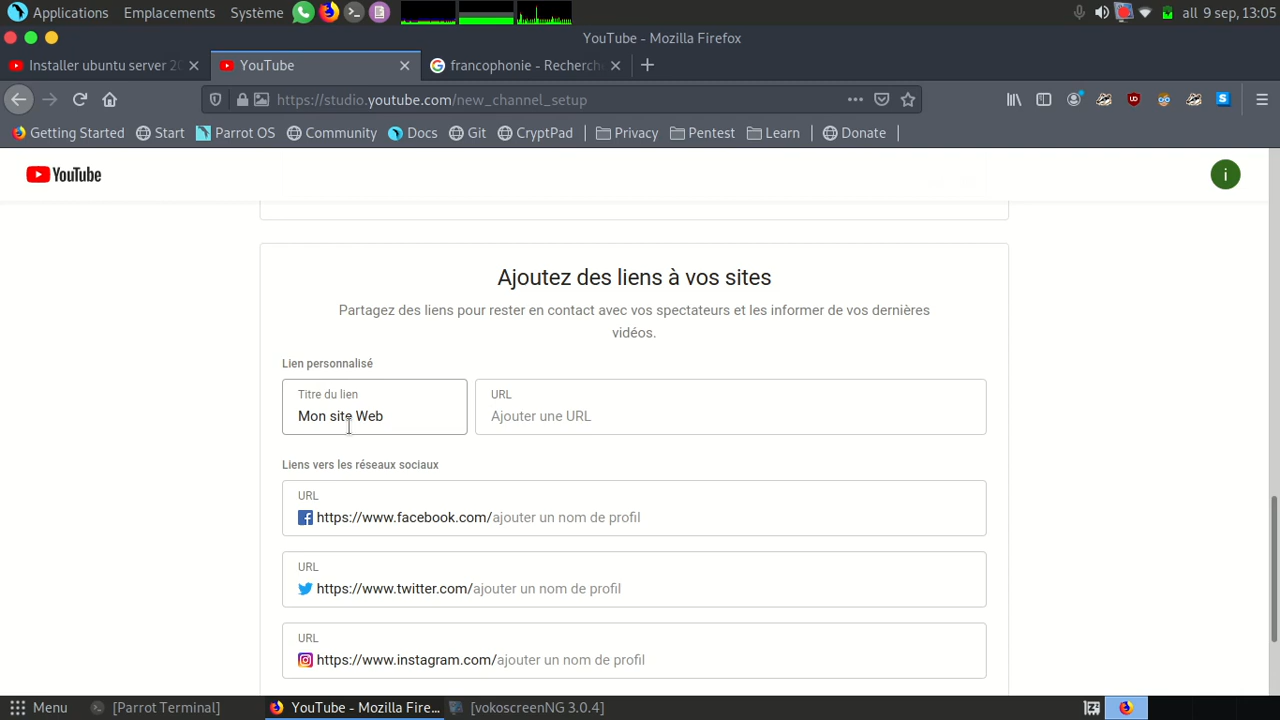 Applications Emplacements Système all 9 sep, 13:05
YouTube - Mozilla Firefox
Installer ubuntu server 20 YouTube francophonie - Recherch
https://studio.youtube.com/new_channel_setup
Getting Started Start Parrot OS Community Docs Git CryptPad Privacy Pentest Learn Donate
YouTube i
Ajoutez des liens à vos sites
Partagez des liens pour rester en contact avec vos spectateurs et les informer de vos dernières
vidéos.
Lien personnalisé
Titre du lien URL
Mon site Web Ajouter une URL
Liens vers les réseaux sociaux
URL
https://www.facebook.com/ajouter un nom de profil
URL
https://www.twitter.com/ajouter un nom de profil
URL
https://www.instagram.com/ajouter un nom de profil
Menu [Parrot Terminal] YouTube - Mozilla Fire... [vokoscreenNG 3.0.4]